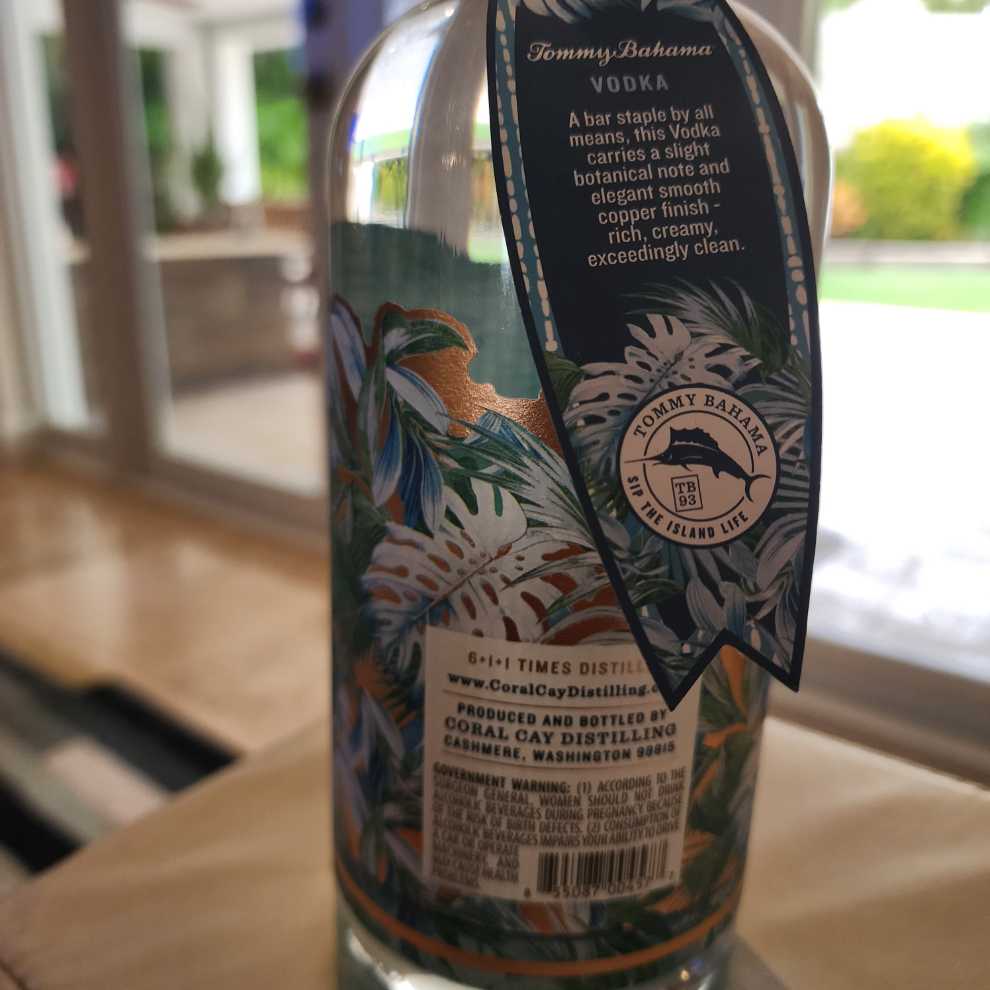 Tommy Bahama
VODKA
A bar staple by all
means, this Vodka
carries a slight
botanical note and
elegant smooth
copper finish -
rich, creamy,
exceedingly clean.
TOMMY BAHAMA
TB
93
SIP THE ISLAND LIFE
6+1+1 TIMES DISTILL
www.CoralCayDistilling.c
PRODUCED AND BOTTLED BY
CORAL CAY DISTILLING
CASHMERE, WASHINGTON 98815
GOVERNMENT WARNING: (1) ACCORDING TO THE
SURGEON GENERAL, WOMEN SHOULD NOT DRINK
ALCOHOLIC BEVERAGES DURING PREGNANCY BECAUSE
OF THE RISK OF BIRTH DEFECTS. (2) CONSUMPTION OF
ALCOHOLIC BEVERAGES IMPAIRS YOUR ABILITY TO DRIVE
A CAR OR OPERATE
MACHINERY, AND
MAY CAUSE HEALTH
PROBLEMS.